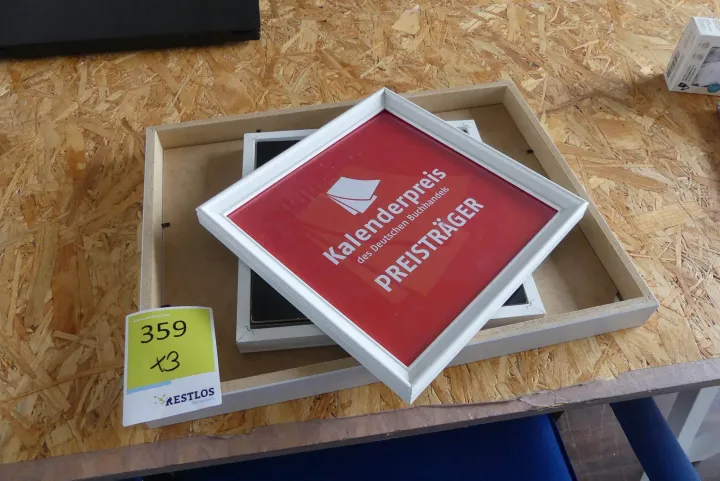 Kalenderpreis
des Deutschen Buchhandels
PREISTRÄGER
359
x3
RESTLOS